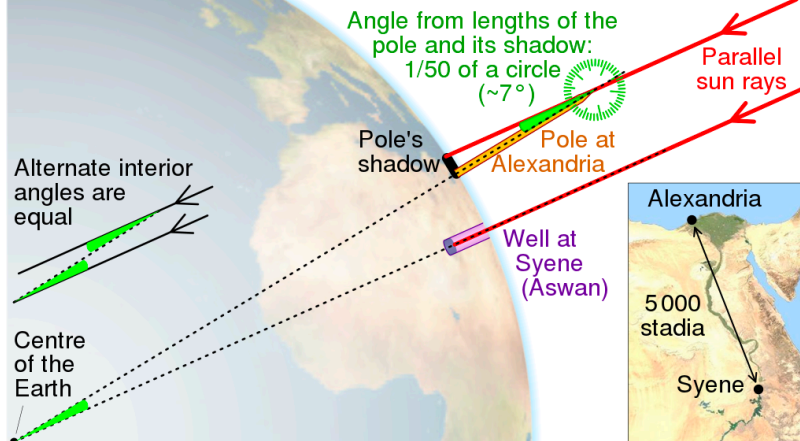 Angle from lengths of the
pole and its shadow:
1/50 of a circle
(~7°)
Parallel
sun rays
Pole's
shadow
Pole at
Alexandria
Alternate interior
angles are
equal
Well at
Syene
(Aswan)
Centre
of the
Earth
Alexandria
5 000
stadia
Syene